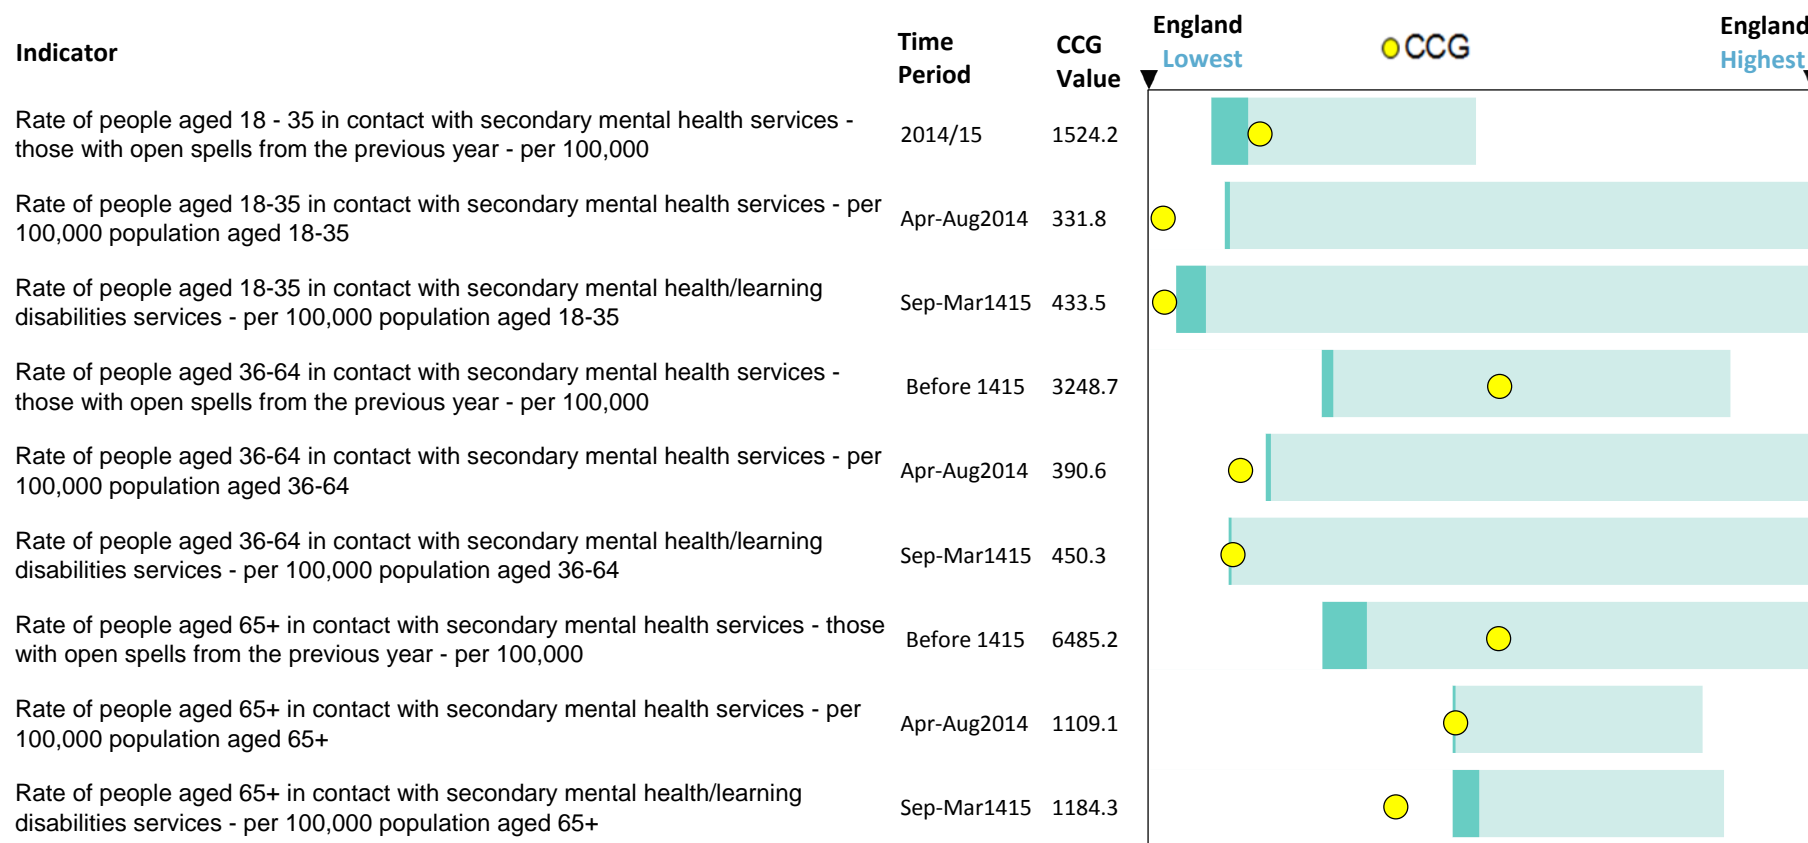 Indicator
Time
Period
CCG
Value
England
Lowest
CCG
England
Highest
Rate of people aged 18 - 35 in contact with secondary mental health services -
those with open spells from the previous year - per 100,000
2014/15
1524.2
Rate of people aged 18-35 in contact with secondary mental health services - per
100,000 population aged 18-35
Apr-Aug2014
331.8
Rate of people aged 18-35 in contact with secondary mental health/learning
disabilities services - per 100,000 population aged 18-35
Sep-Mar1415
433.5
Rate of people aged 36-64 in contact with secondary mental health services -
those with open spells from the previous year - per 100,000
Before 1415
3248.7
Rate of people aged 36-64 in contact with secondary mental health services - per
100,000 population aged 36-64
Apr-Aug2014
390.6
Rate of people aged 36-64 in contact with secondary mental health/learning
disabilities services - per 100,000 population aged 36-64
Sep-Mar1415
450.3
Rate of people aged 65+ in contact with secondary mental health services - those
with open spells from the previous year - per 100,000
Before 1415
6485.2
Rate of people aged 65+ in contact with secondary mental health services - per
100,000 population aged 65+
Apr-Aug2014
1109.1
Rate of people aged 65+ in contact with secondary mental health/learning
disabilities services - per 100,000 population aged 65+
Sep-Mar1415
1184.3